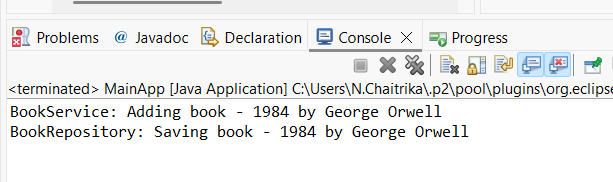 Problems @ Javadoc Declaration Console Progress
<terminated> MainApp [Java Application] C:\Users\N.Chaitrika\.p2\pool\plugins\org.eclipse
BookService: Adding book - 1984 by George Orwell
BookRepository: Saving book - 1984 by George Orwell